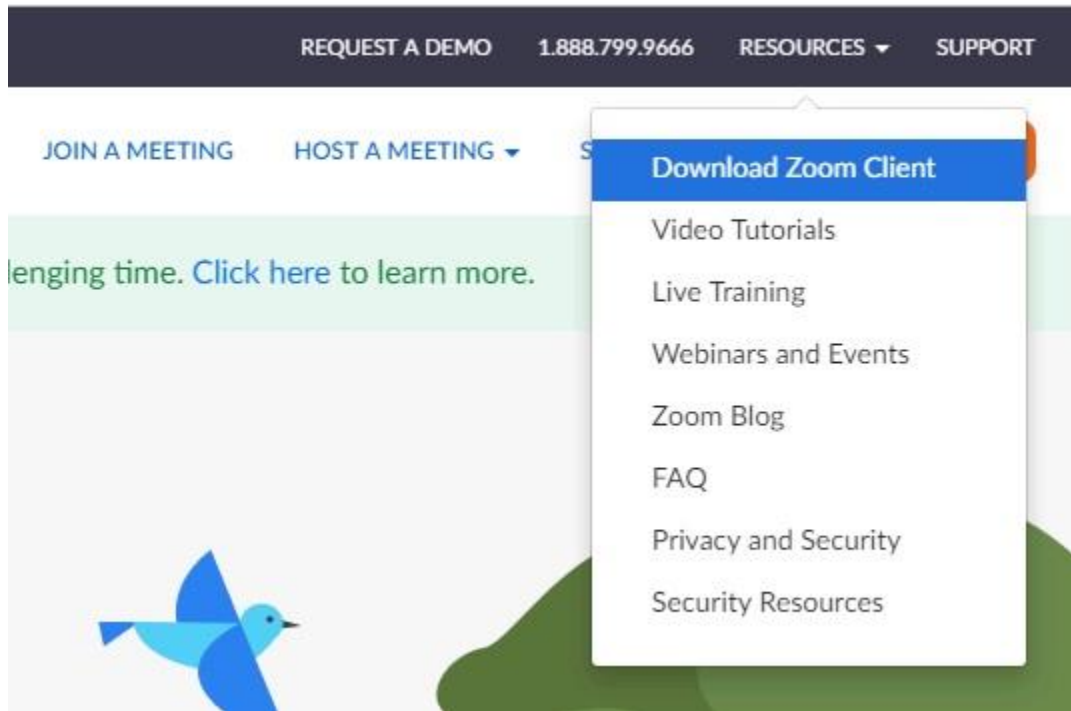 REQUEST A DEMO 1.888.799.9666 RESOURCES SUPPORT
JOIN A MEETING HOST A MEETING S
Download Zoom Client
Video Tutorials
lenging time. Click here to learn more.
Live Training
Webinars and Events
Zoom Blog
FAQ
Privacy and Security
Security Resources